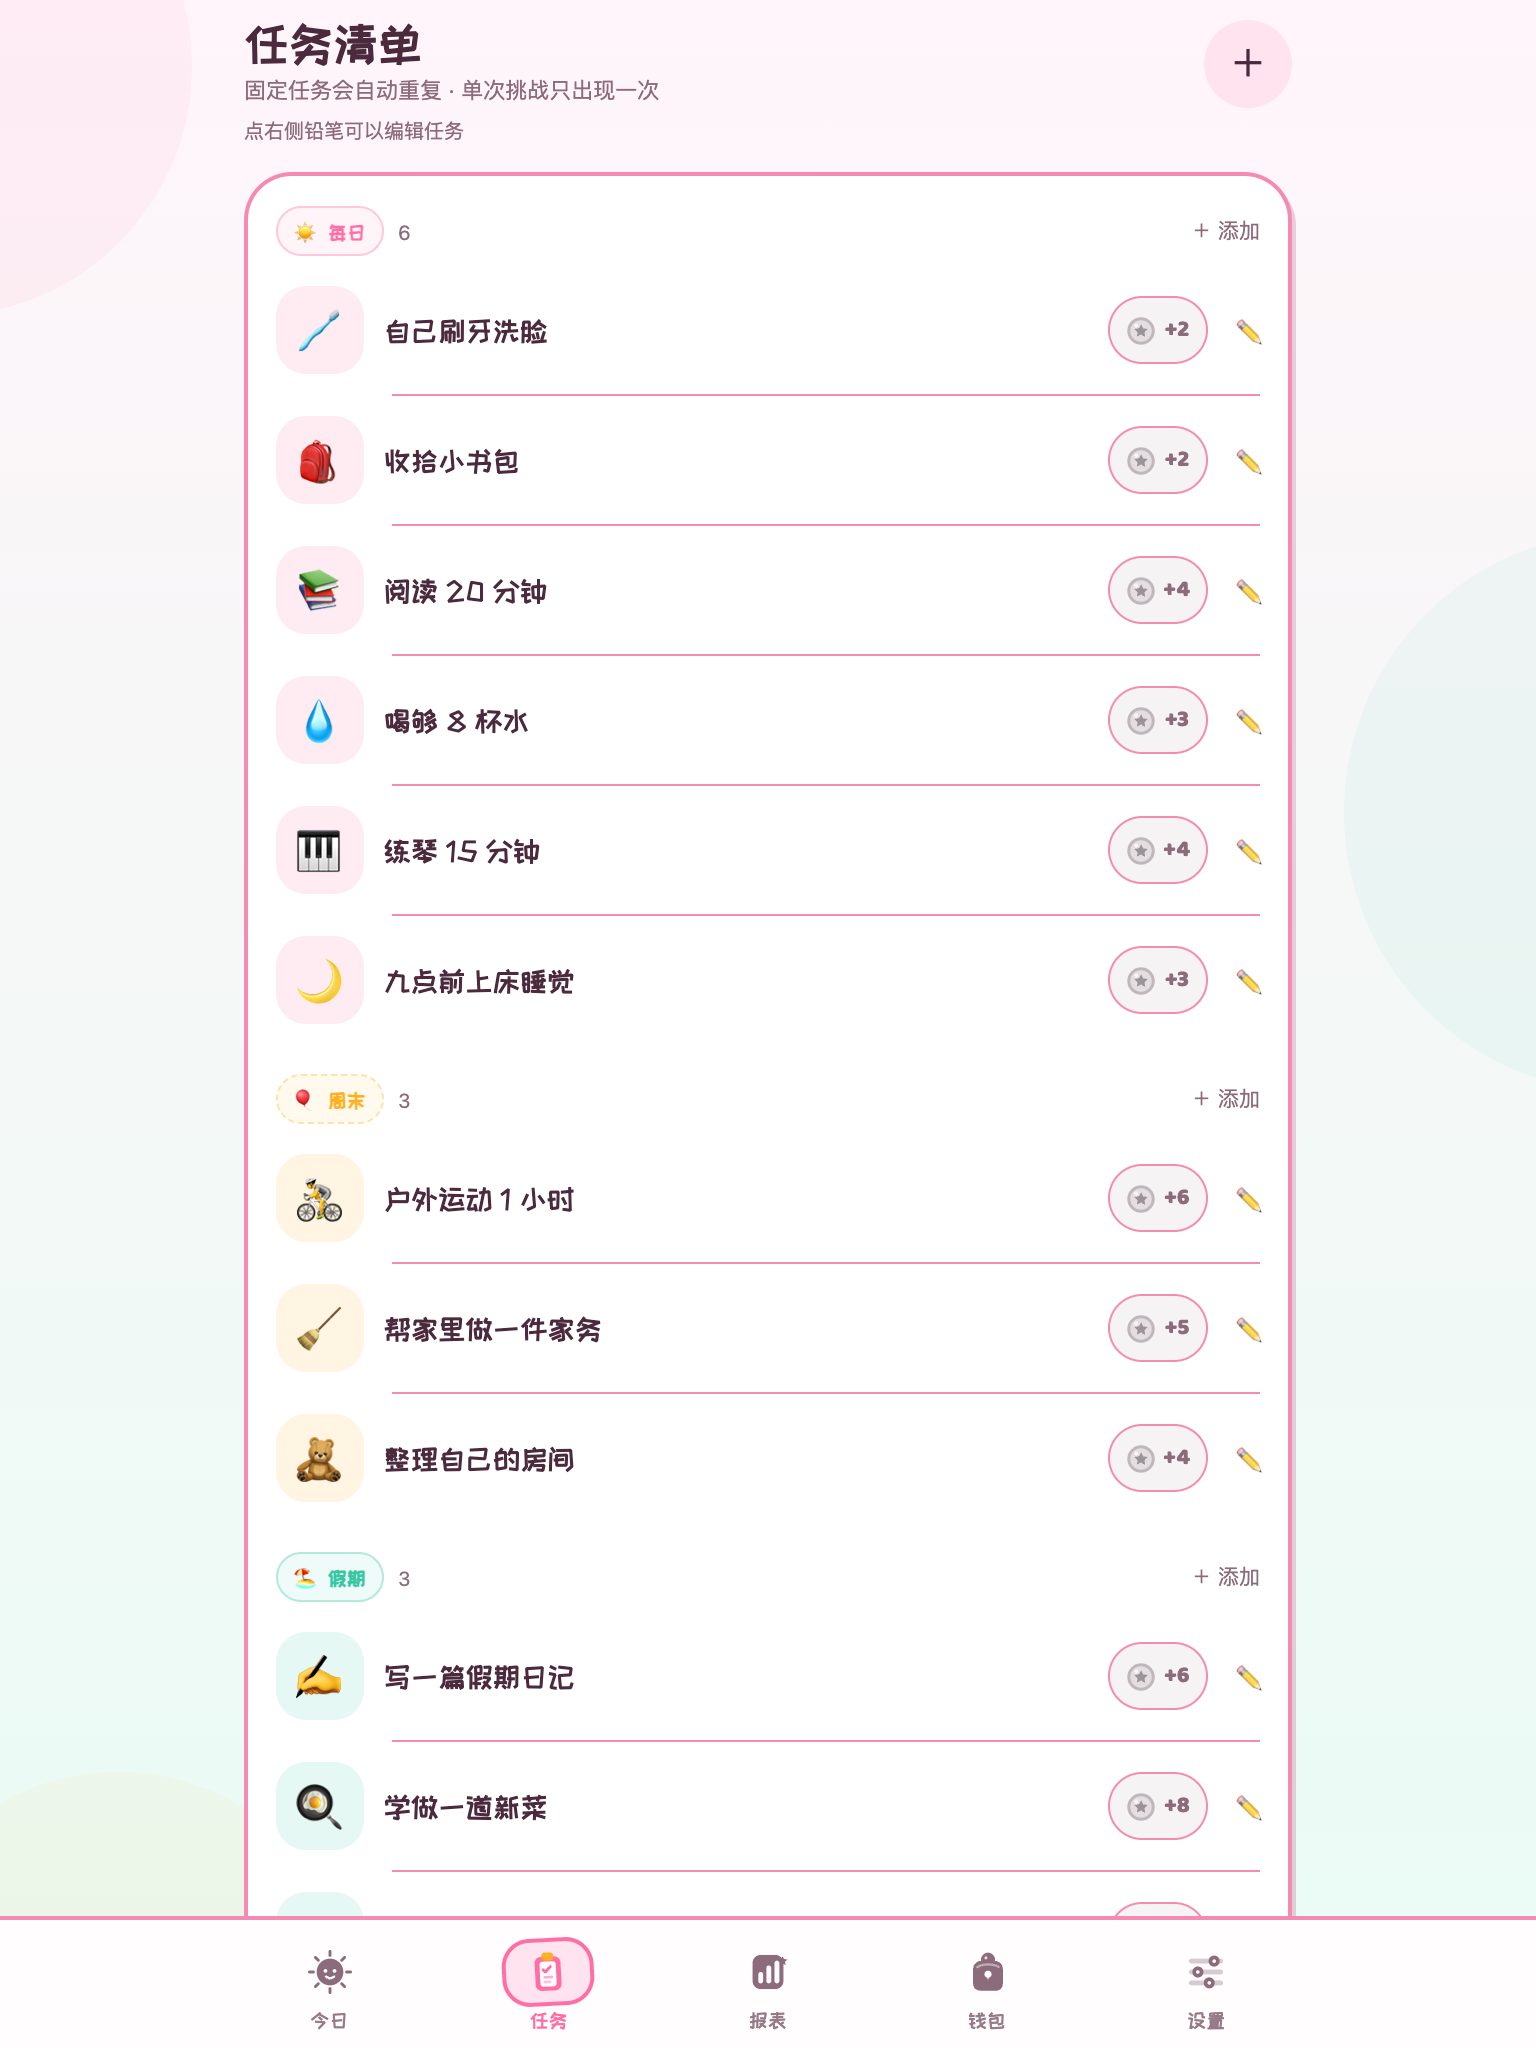 任务清单
固定任务会自动重复 · 单次挑战只出现一次
点右侧铅笔可以编辑任务
每日 6 + 添加
自己刷牙洗脸 +2
收拾小书包 +2
阅读 20 分钟 +4
喝够 8 杯水 +3
练琴 15 分钟 +4
九点前上床睡觉 +3
周末 3 + 添加
户外运动 1 小时 +6
帮家里做一件家务 +5
整理自己的房间 +4
假期 3 + 添加
写一篇假期日记 +6
学做一道新菜 +8
今日 任务 报表 钱包 设置